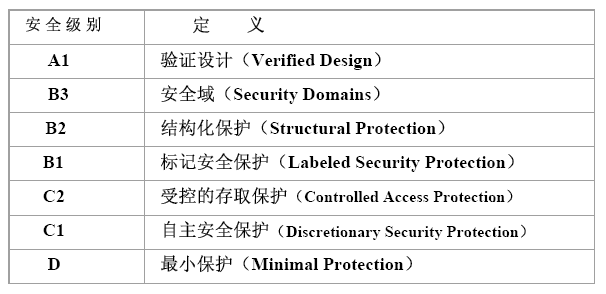 安全级别 定 义
A1 验证设计（Verified Design）
B3 安全域（Security Domains）
B2 结构化保护（Structural Protection）
B1 标记安全保护（Labeled Security Protection）
C2 受控的存取保护（Controlled Access Protection）
C1 自主安全保护（Discretionary Security Protection）
D 最小保护（Minimal Protection）